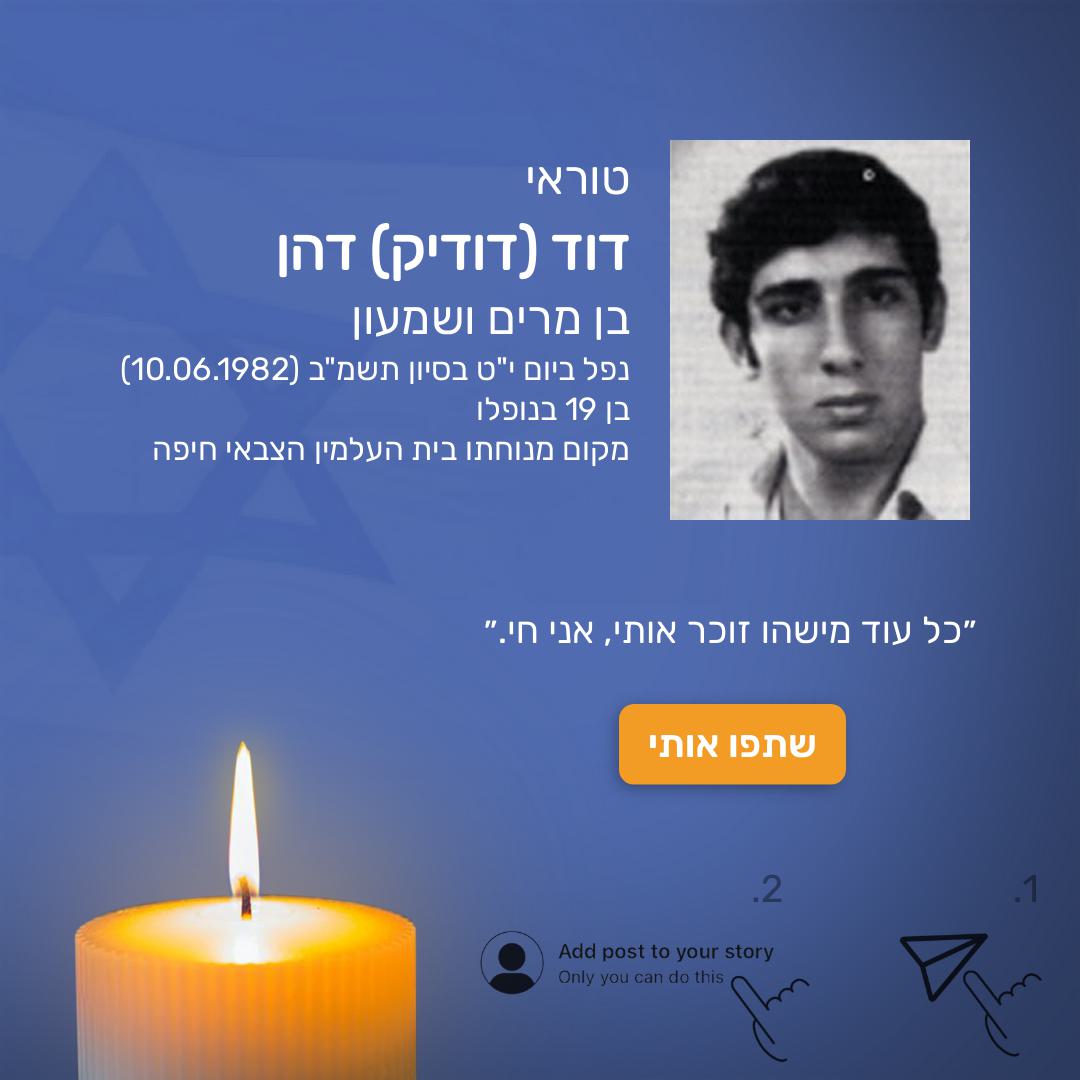 טוראי
דוד (דודיק) דהן
בן מרים ושמעון
נפל ביום י"ט בסיון תשמ"ב (10.06.1982)
בן 19 בנופלו
מקום מנוחתו בית העלמין הצבאי חיפה
״כל עוד מישהו זוכר אותי, אני חי.״
שתפו אותי
1.
2.
Add post to your story
Only you can do this